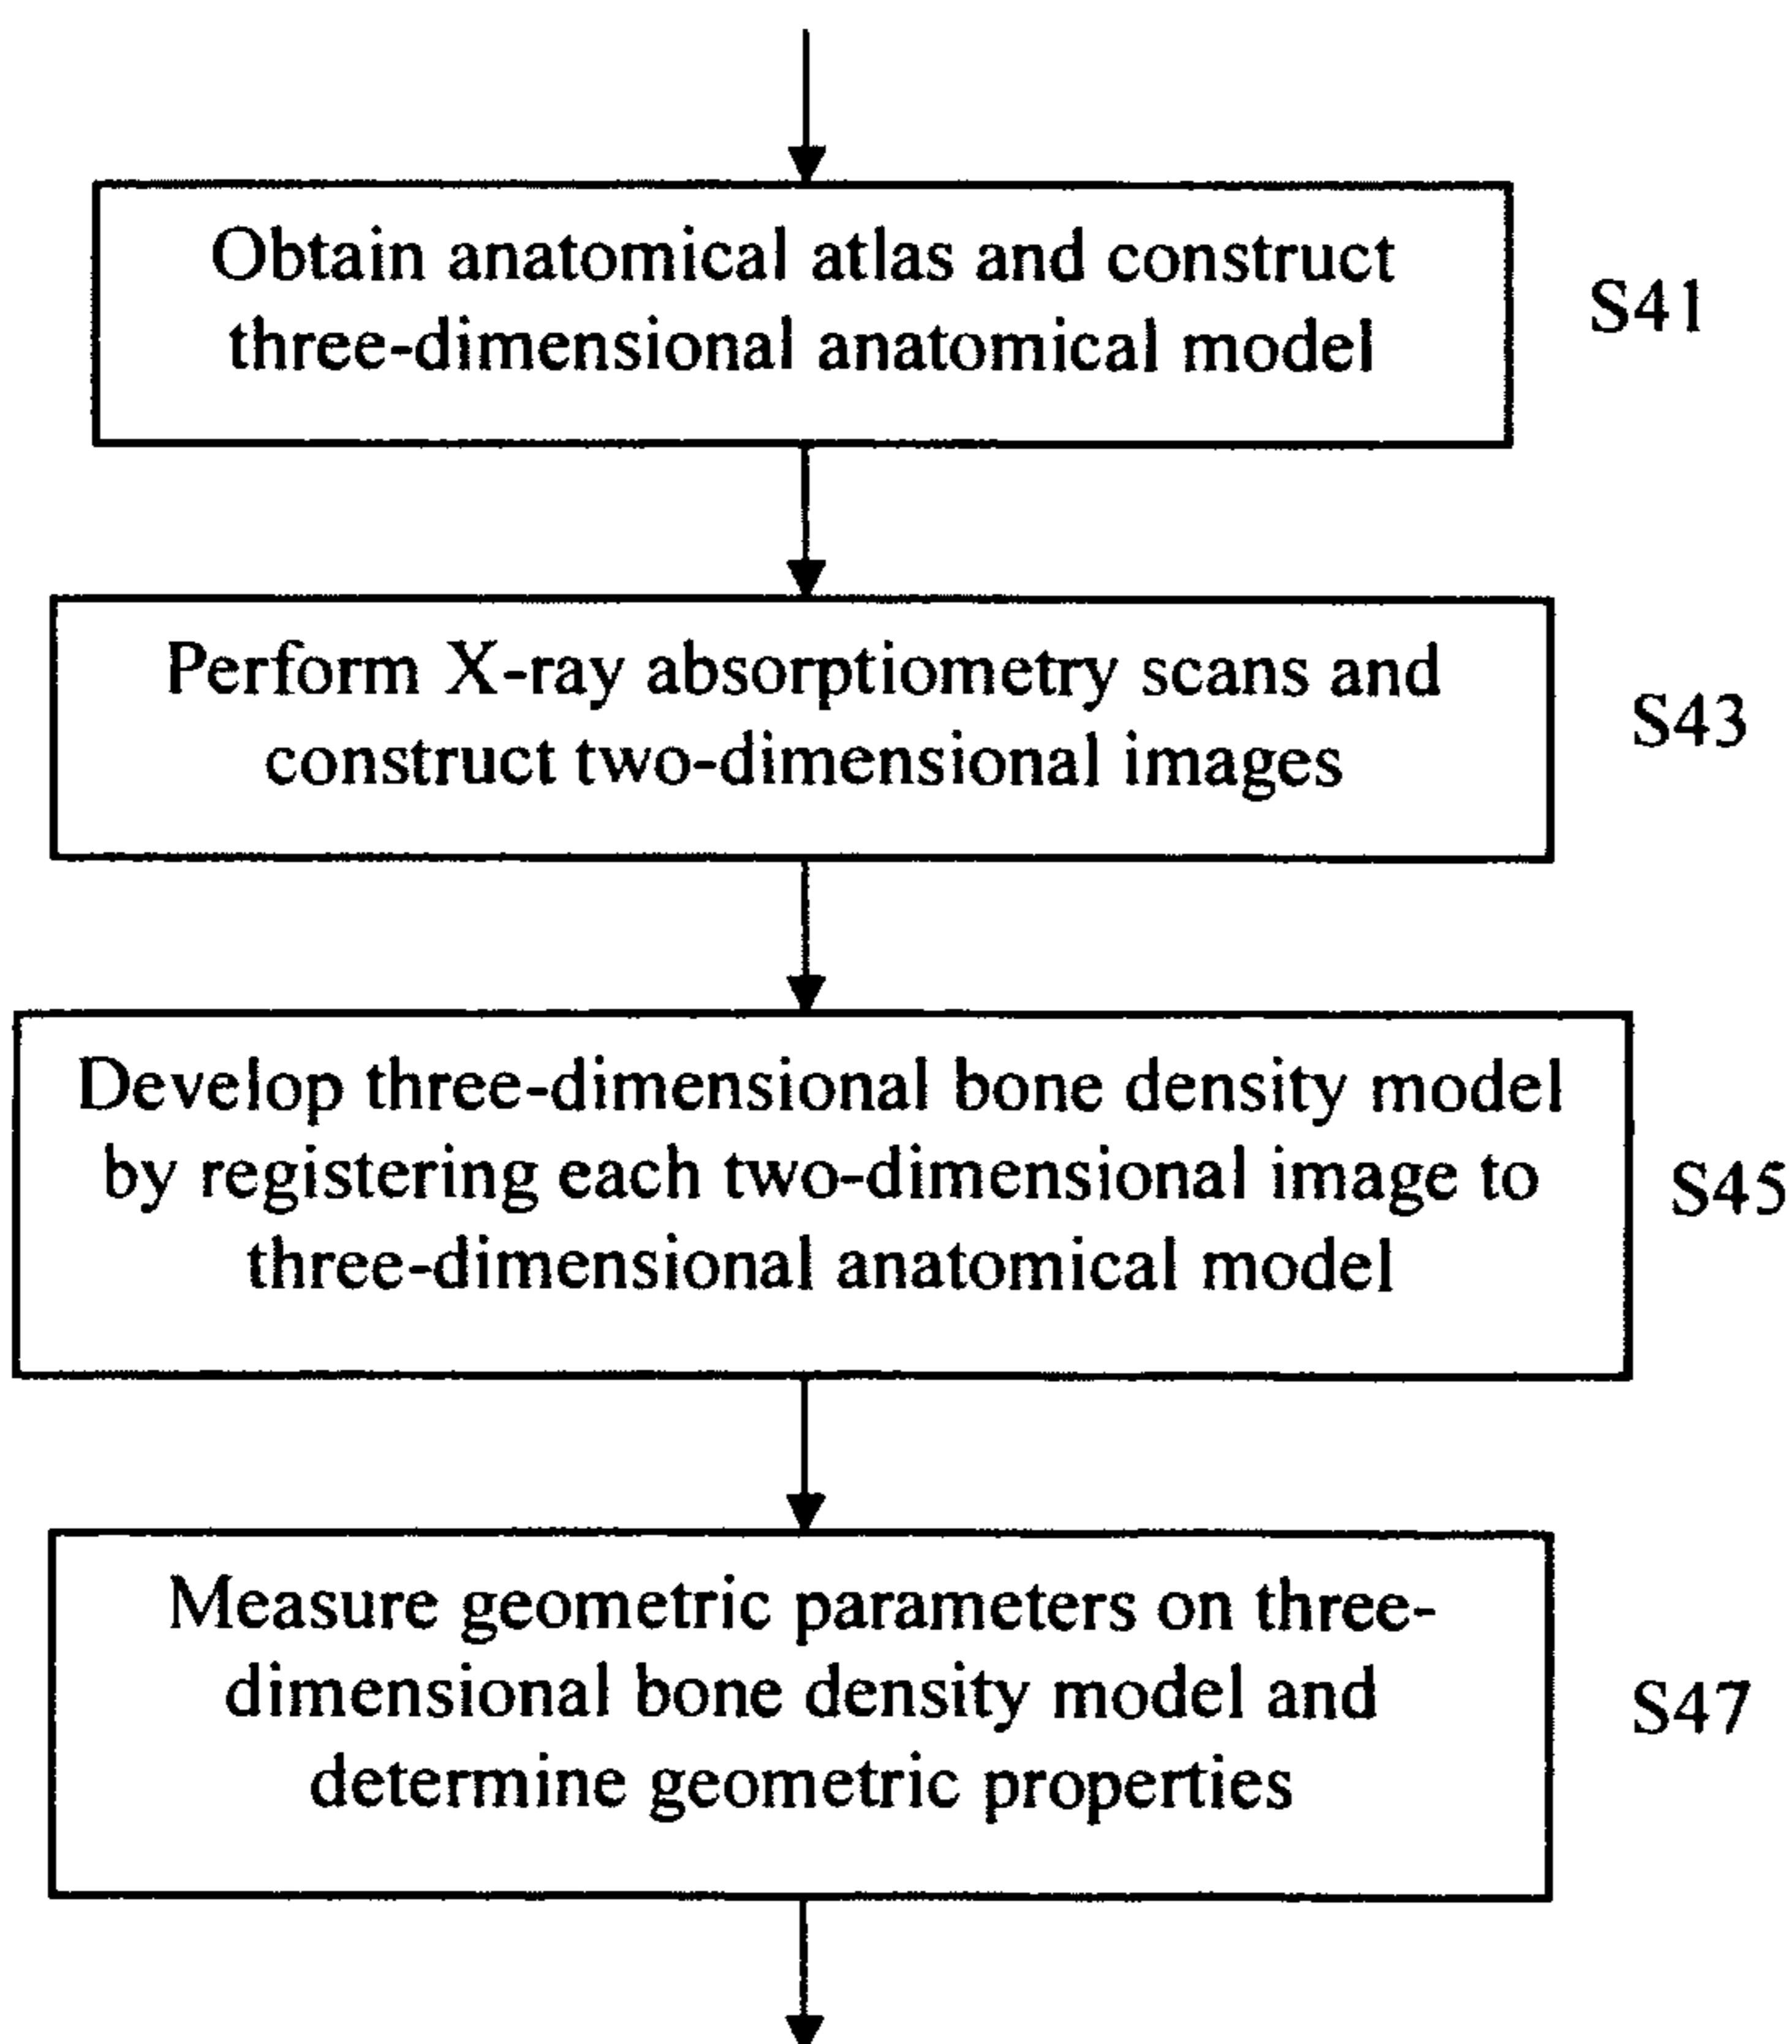 Obtain anatomical atlas and construct
three-dimensional anatomical model
S41
Perform X-ray absorptiometry scans and
construct two-dimensional images
S43
Develop three-dimensional bone density model
by registering each two-dimensional image to
three-dimensional anatomical model
S45
Measure geometric parameters on three-
dimensional bone density model and
determine geometric properties
S47